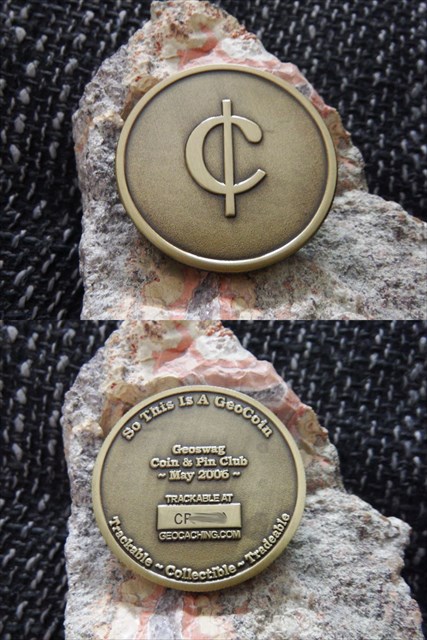 ¢
So This Is A GeoCoin
Geoswag
Coin & Pin Club
~ May 2006 ~
TRACKABLE AT
CP
GEOCACHING.COM
Trackable ~ Collectible ~ Tradeable